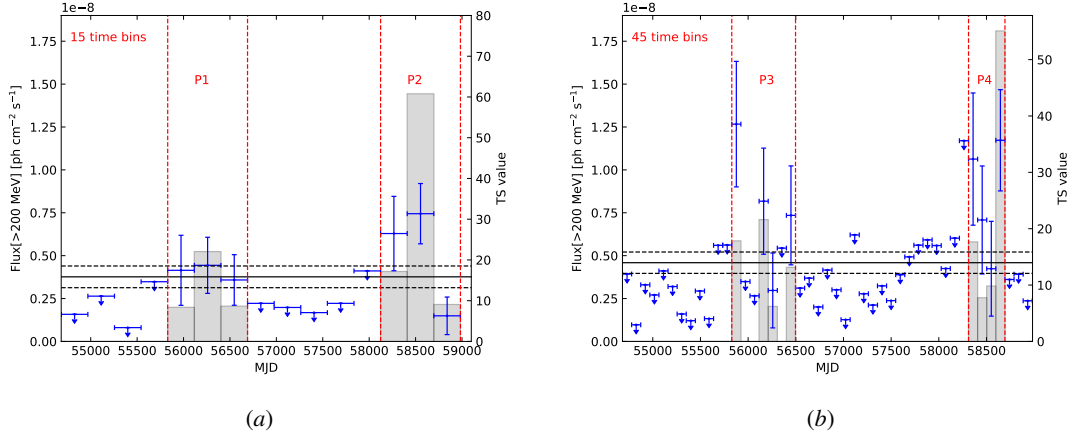 1e−8
15 time bins
P1
P2
Flux[>200 MeV] [ph cm−2 s−1]
1.75
1.50
1.25
1.00
0.75
0.50
0.25
0.00
80
70
60
50
40
30
20
10
0
TS value
55000 55500 56000 56500 57000 57500 58000 58500 59000
MJD
(a)
1e−8
45 time bins
P3
P4
Flux[>200 MeV] [ph cm−2 s−1]
1.75
1.50
1.25
1.00
0.75
0.50
0.25
0.00
50
40
30
20
10
0
TS value
55000 55500 56000 56500 57000 57500 58000 58500
MJD
(b)